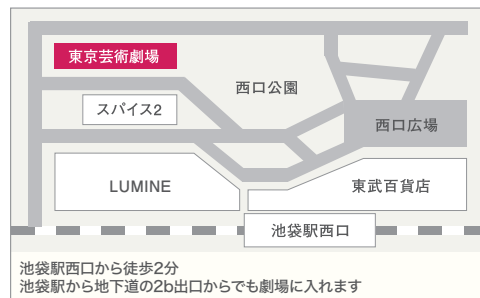 東京芸術劇場
西口公園
スパイス2
西口広場
LUMINE
東武百貨店
池袋駅西口
池袋駅西口から徒歩2分
池袋駅から地下道の2b出口からでも劇場に入れます